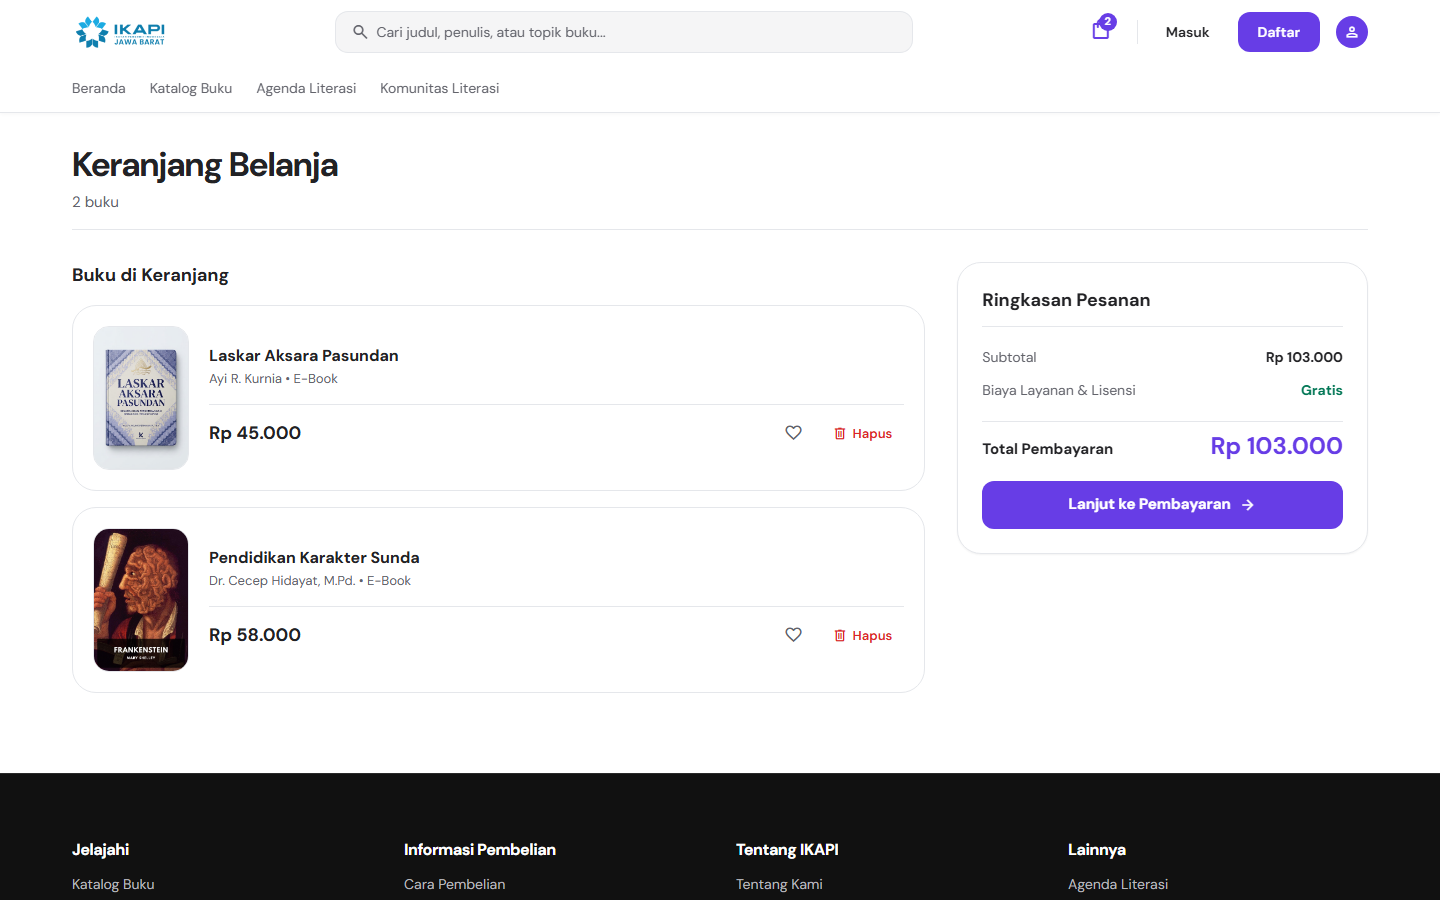 IKAPI
JAWA BARAT
Cari judul, penulis, atau topik buku...
2
Masuk
Daftar
Beranda
Katalog Buku
Agenda Literasi
Komunitas Literasi
Keranjang Belanja
2 buku
Buku di Keranjang
LASKAR
AKSARA
PASUNDAN
Laskar Aksara Pasundan
Ayi R. Kurnia • E-Book
Rp 45.000
Hapus
FRANKENSTEIN
MARY SHELLEY
Pendidikan Karakter Sunda
Dr. Cecep Hidayat, M.Pd. • E-Book
Rp 58.000
Hapus
Ringkasan Pesanan
Subtotal Rp 103.000
Biaya Layanan & Lisensi Gratis
Total Pembayaran Rp 103.000
Lanjut ke Pembayaran →
Jelajahi
Katalog Buku
Informasi Pembelian
Cara Pembelian
Tentang IKAPI
Tentang Kami
Lainnya
Agenda Literasi